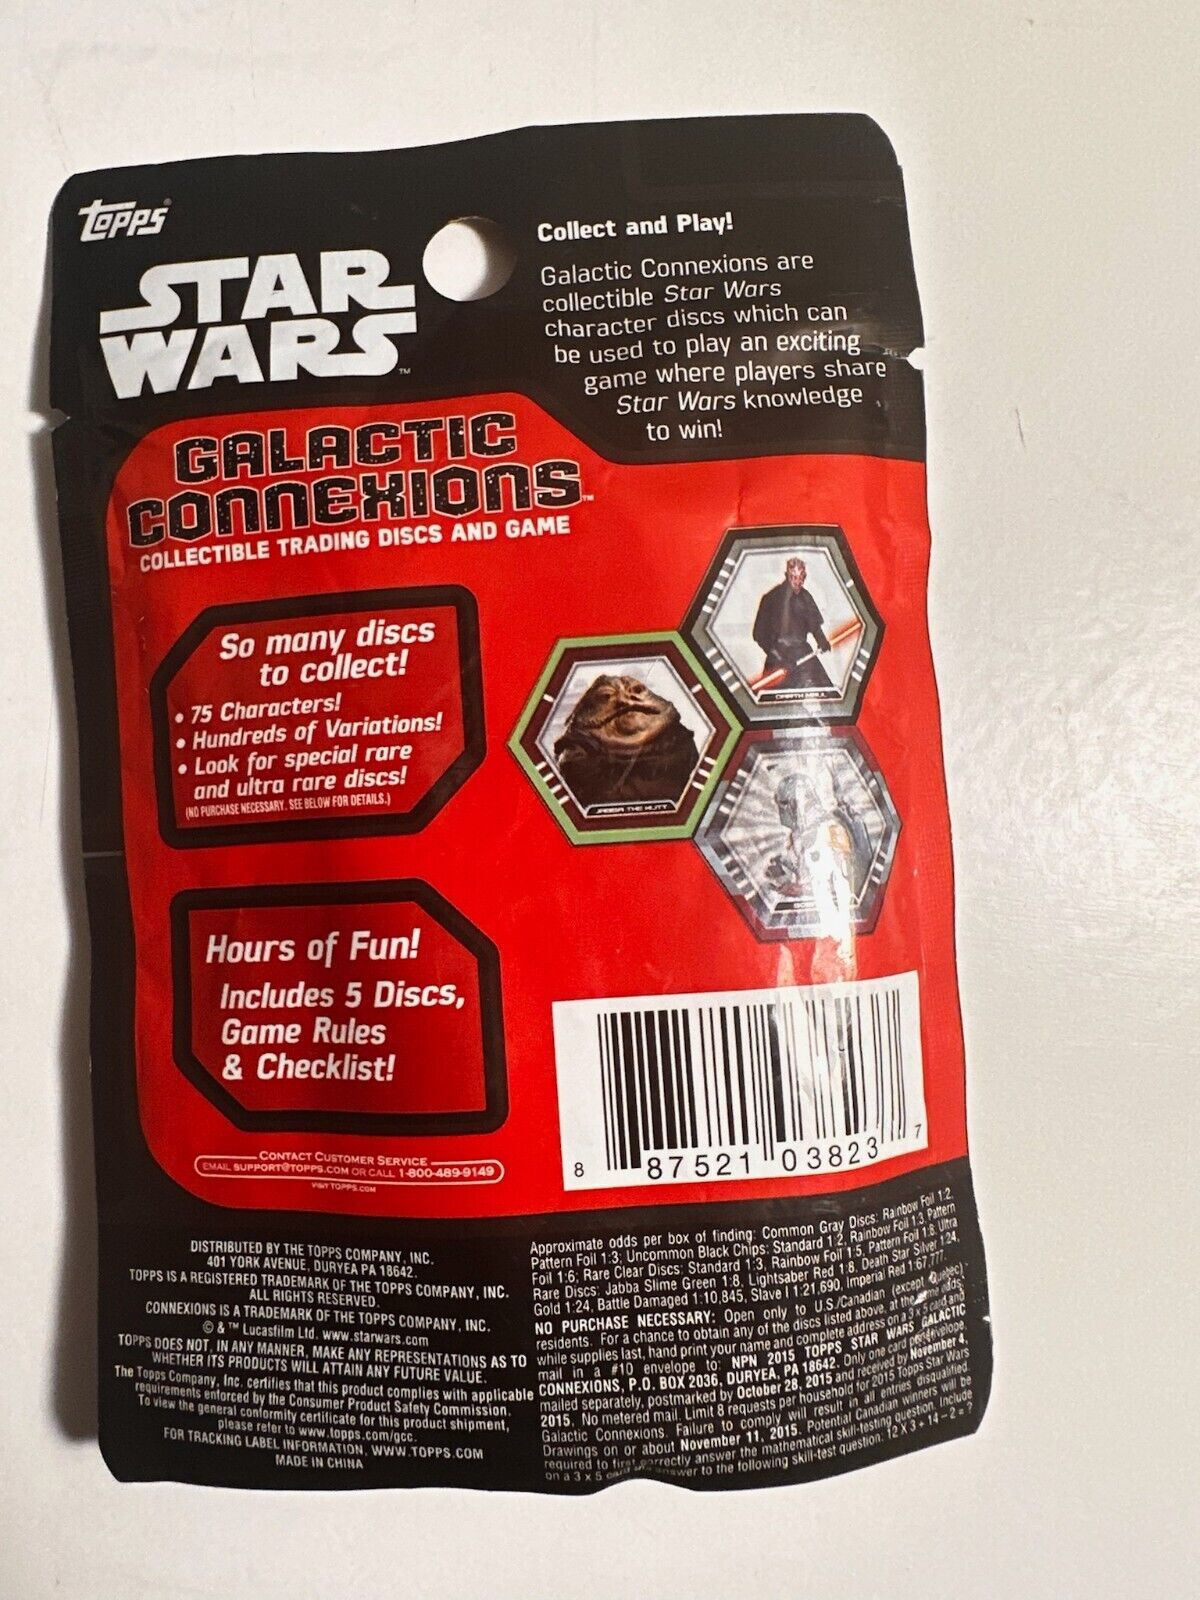 Topps®
STAR
WARS™
Collect and Play!
Galactic Connexions are
collectible Star Wars
character discs which can
be used to play an exciting
game where players share
Star Wars knowledge
to win!
GALACTIC
CONNEXIONS™
COLLECTIBLE TRADING DISCS AND GAME
So many discs
to collect!
• 75 Characters!
• Hundreds of Variations!
• Look for special rare
and ultra rare discs!
(NO PURCHASE NECESSARY. SEE BELOW FOR DETAILS.)
DARTH MAUL
JABBA THE HUTT
Hours of Fun!
Includes 5 Discs,
Game Rules
& Checklist!
CONTACT CUSTOMER SERVICE
EMAIL SUPPORT@TOPPS.COM OR CALL 1-800-489-9149
VISIT TOPPS.COM
8 87521 03823 7
DISTRIBUTED BY THE TOPPS COMPANY, INC.
401 YORK AVENUE, DURYEA PA 18642.
TOPPS IS A REGISTERED TRADEMARK OF THE TOPPS COMPANY, INC.
ALL RIGHTS RESERVED.
CONNEXIONS IS A TRADEMARK OF THE TOPPS COMPANY, INC.
© & ™ Lucasfilm Ltd. www.starwars.com
TOPPS DOES NOT, IN ANY MANNER, MAKE ANY REPRESENTATIONS AS TO
WHETHER ITS PRODUCTS WILL ATTAIN ANY FUTURE VALUE.
The Topps Company, Inc. certifies that this product complies with applicable
requirements enforced by the Consumer Product Safety Commission.
To view the general conformity certificate for this product shipment,
please refer to www.topps.com/gcc.
FOR TRACKING LABEL INFORMATION, WWW.TOPPS.COM
MADE IN CHINA
Approximate odds per box of finding: Common Gray Discs: Rainbow Foil 1:2,
Pattern Foil 1:3; Uncommon Black Chips: Standard 1:2, Rainbow Foil 1:3, Pattern
Foil 1:6; Rare Clear Discs: Standard 1:3, Rainbow Foil 1:5, Pattern Foil 1:8; Ultra
Rare Discs: Jabba Slime Green 1:8, Lightsaber Red 1:8, Death Star Silver 1:24,
Gold 1:24, Battle Damaged 1:10,845, Slave I 1:21,690, Imperial Red 1:67,777.
NO PURCHASE NECESSARY: Open only to U.S./Canadian (except Quebec)
residents. For a chance to obtain any of the discs listed above, at the same odds,
while supplies last, hand print your name and complete address on a 3 x 5 card and
mail in a #10 envelope to: NPN 2015 TOPPS STAR WARS GALACTIC
CONNEXIONS, P.O. BOX 2036, DURYEA, PA 18642. Only one card per envelope,
mailed separately, postmarked by October 28, 2015 and received by November 4,
2015. No metered mail. Limit 8 requests per household for 2015 Topps Star Wars
Galactic Connexions. Failure to comply will result in all entries disqualified.
Drawings on or about November 11, 2015. Potential Canadian winners will be
required to first correctly answer the mathematical skill-testing question. Include
on a 3 x 5 card answer to the following skill-test question: 12 X 3 + 14 – 2 = ?